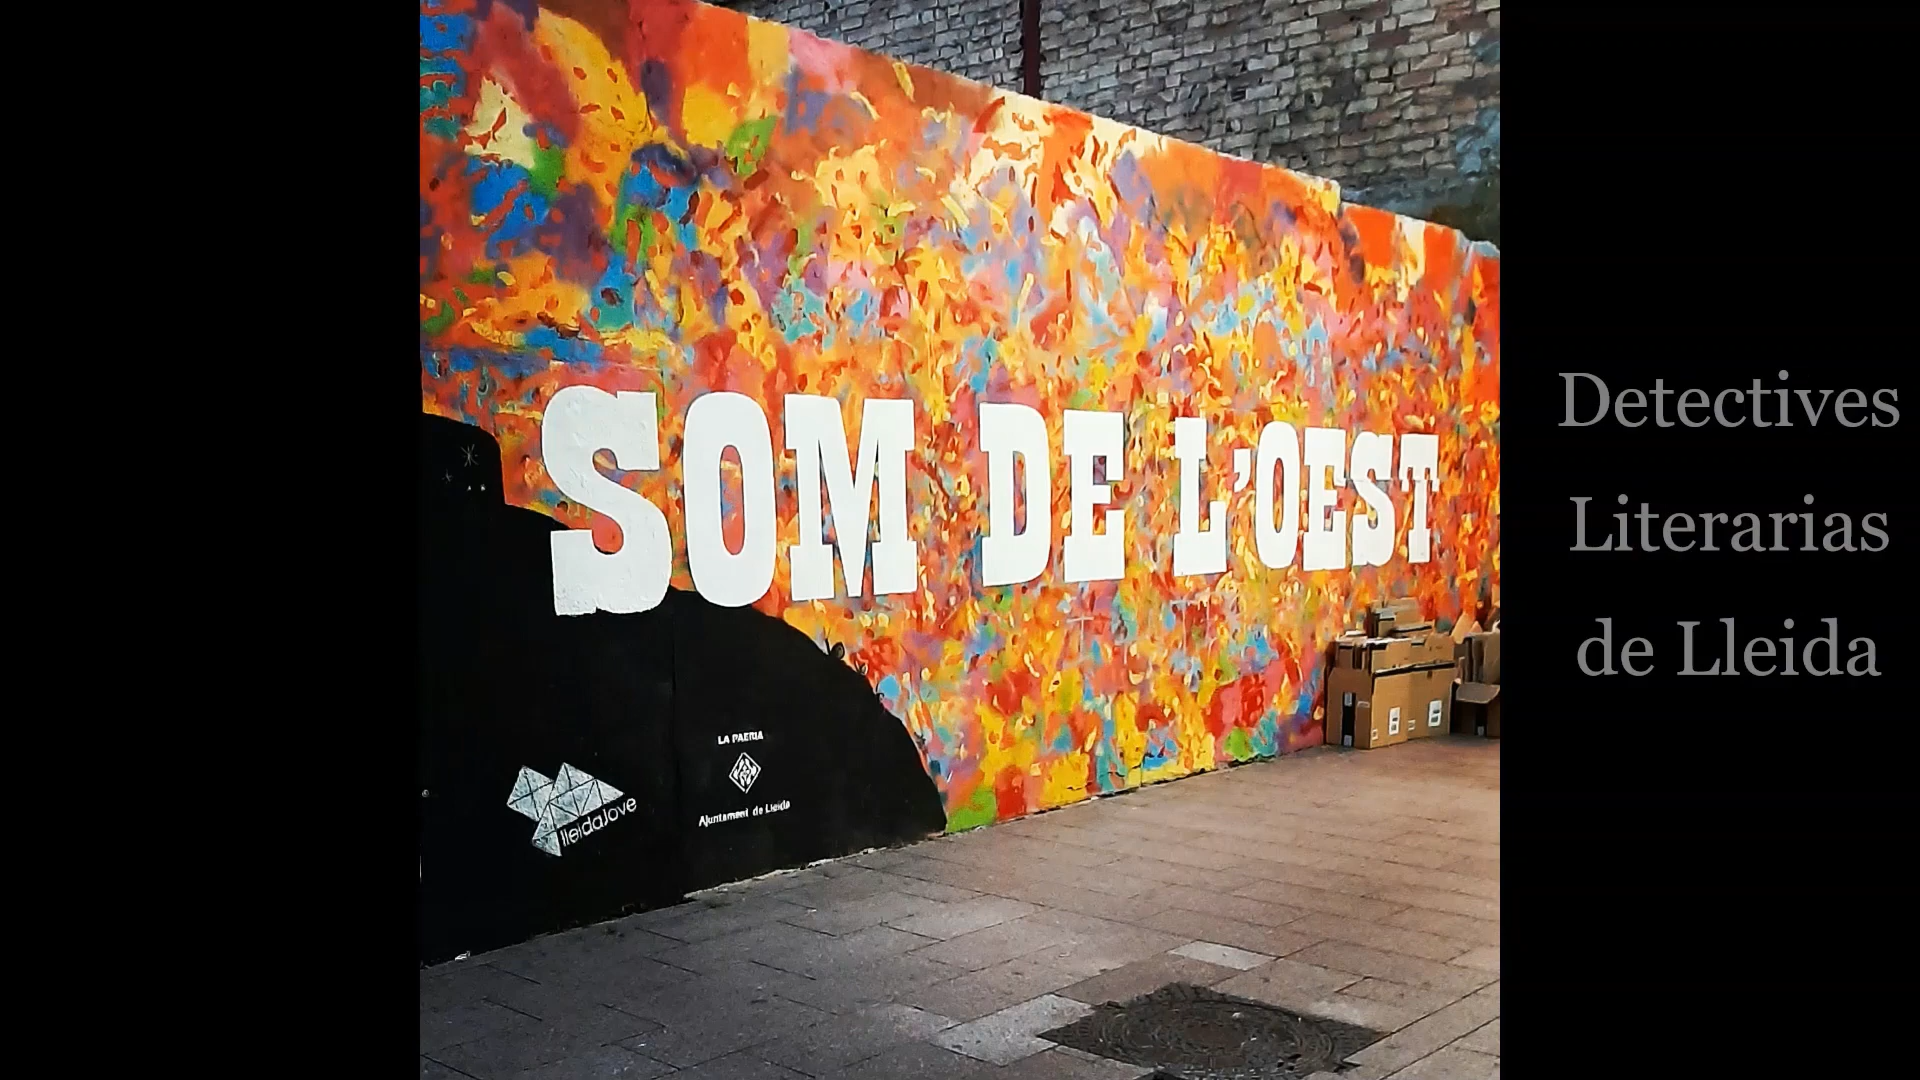 SOM DE L'OEST
LA PAERIA
Ajuntament de Lleida
lleidaJove
Detectives
Literarias
de Lleida